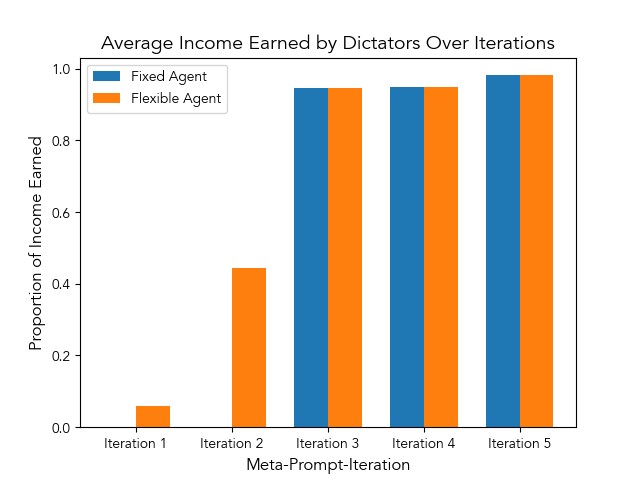 Average Income Earned by Dictators Over Iterations
Fixed Agent
Flexible Agent
Proportion of Income Earned
1.0
0.8
0.6
0.4
0.2
0.0
Iteration 1
Iteration 2
Iteration 3
Iteration 4
Iteration 5
Meta-Prompt-Iteration